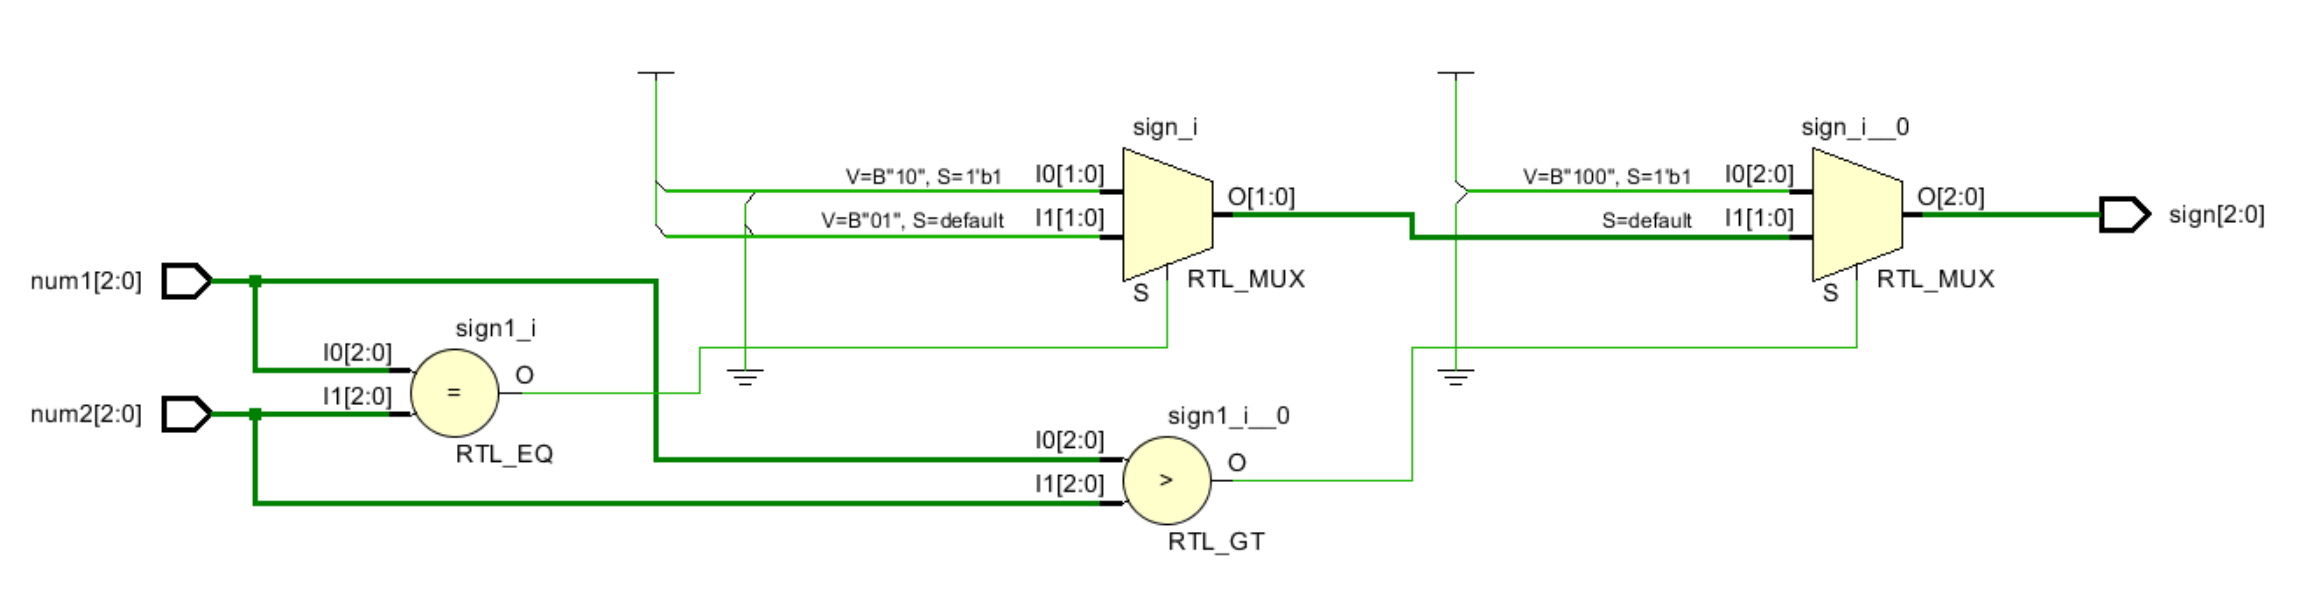 sign_i
sign_i__0
V=B"10", S=1'b1
I0[1:0]
V=B"100", S=1'b1
I0[2:0]
O[1:0]
O[2:0]
sign[2:0]
V=B"01", S=default
I1[1:0]
S=default
I1[1:0]
num1[2:0]
S
RTL_MUX
S
RTL_MUX
sign1_i
I0[2:0]
O
=
I1[2:0]
num2[2:0]
RTL_EQ
sign1_i__0
I0[2:0]
O
>
I1[2:0]
RTL_GT